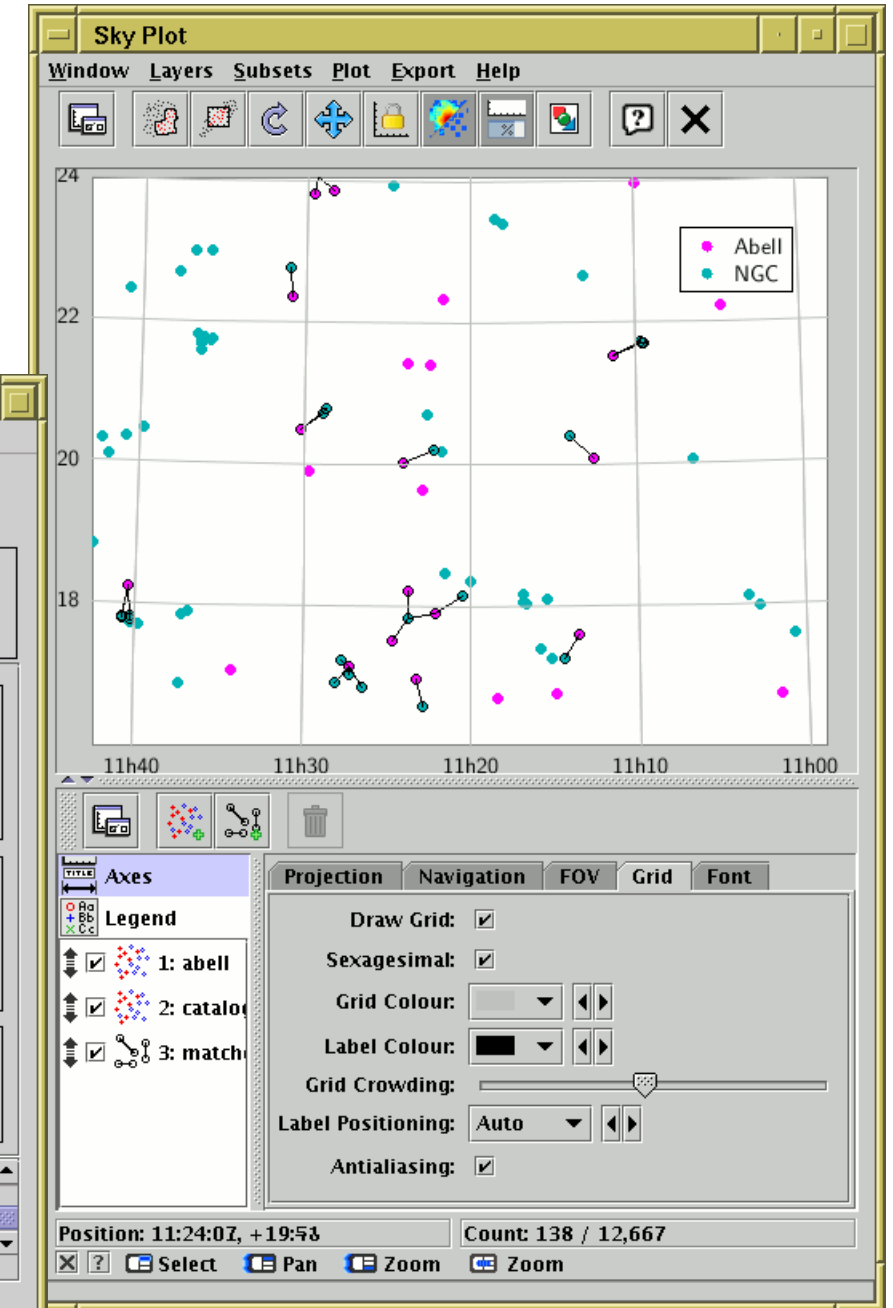 Sky Plot
Window Layers Subsets Plot Export Help
24
Abell
NGC
22
20
18
11h40 11h30 11h20 11h10 11h00
Axes
Legend
1: abell
2: catalog
3: match
Projection Navigation FOV Grid Font
Draw Grid:
Sexagesimal:
Grid Colour:
Label Colour:
Grid Crowding:
Label Positioning: Auto
Antialiasing:
Position: 11:24:07, Count: 138 / 12,667
Select Pan Zoom Zoom